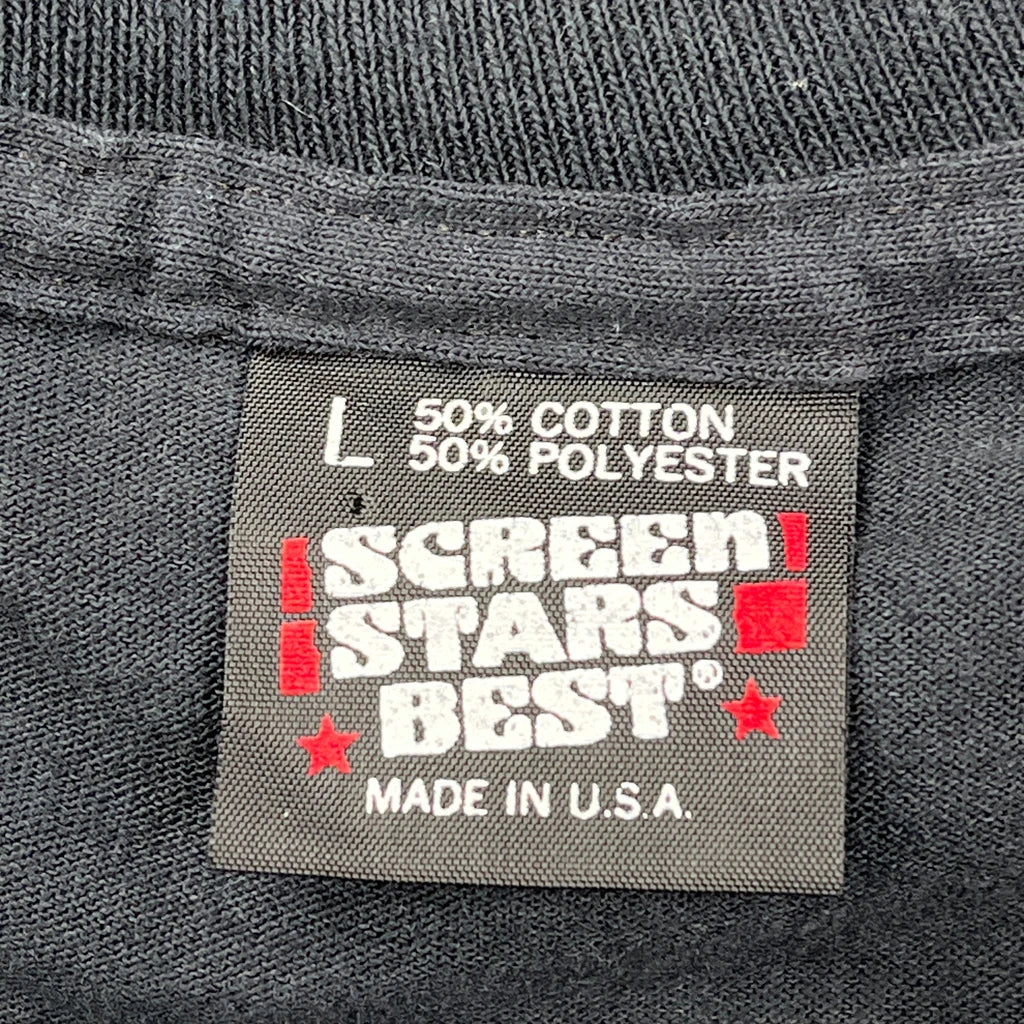 L 50% COTTON
50% POLYESTER
SCREEN
STARS
BEST®
MADE IN U.S.A.